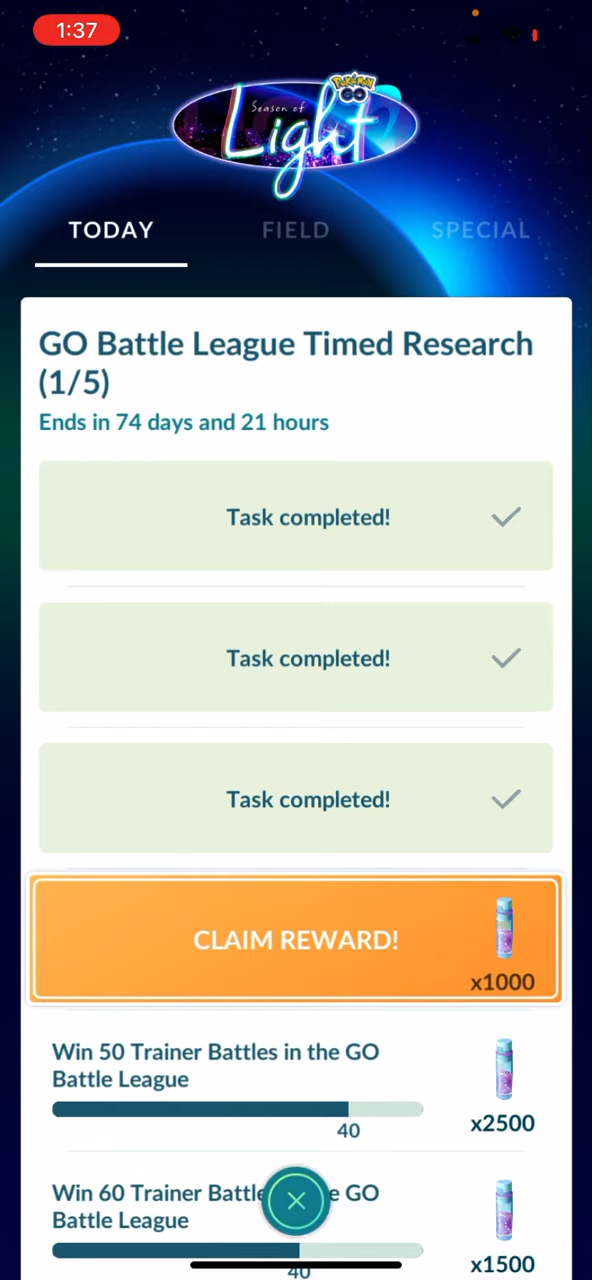 1:37
Pokémon
GO
Season of
Light
TODAY
FIELD
SPECIAL
GO Battle League Timed Research
(1/5)
Ends in 74 days and 21 hours
Task completed!
Task completed!
Task completed!
CLAIM REWARD!
x1000
Win 50 Trainer Battles in the GO
Battle League
40
x2500
Win 60 Trainer GO
Battle League
40
x1500